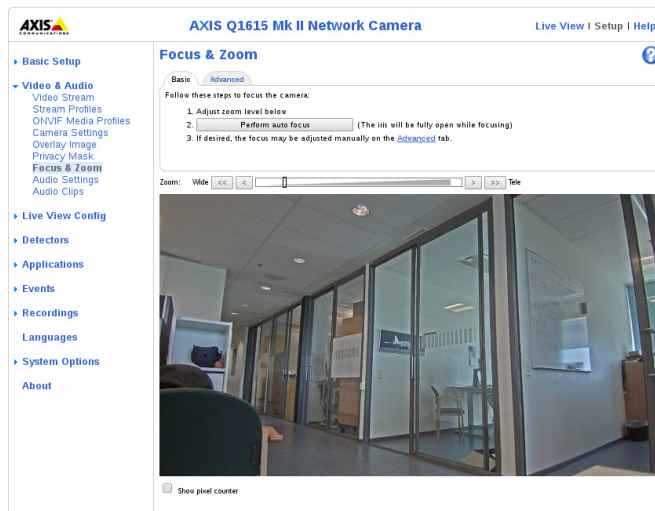 AXIS
COMMUNICATIONS
AXIS Q1615 Mk II Network Camera
Live View | Setup | Help
Basic Setup
Video & Audio
Video Stream
Stream Profiles
ONVIF Media Profiles
Camera Settings
Overlay Image
Privacy Mask
Focus & Zoom
Audio Settings
Audio Clips
Live View Config
Detectors
Applications
Events
Recordings
Languages
System Options
About
Focus & Zoom
?
Basic Advanced
Follow these steps to focus the camera:
1. Adjust zoom level below
2. Perform auto focus (The iris will be fully open while focusing)
3. If desired, the focus may be adjusted manually on the Advanced tab.
Zoom: Wide << < > >> Tele
Show pixel counter